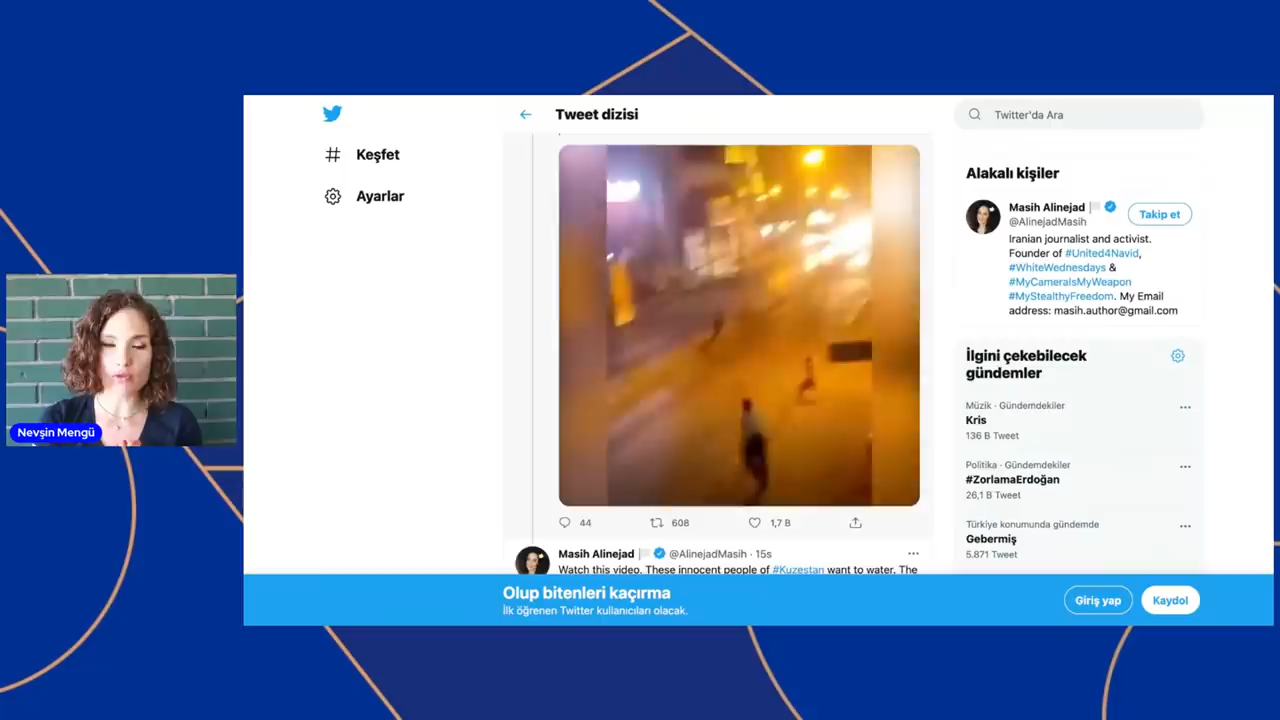 Tweet dizisi
Twitter'da Ara
Keşfet
Ayarlar
Alakalı kişiler
Masih Alinejad
@AlinejadMasih
Takip et
Iranian journalist and activist.
Founder of #United4Navid,
#WhiteWednesdays &
#MyCameraIsMyWeapon
#MyStealthyFreedom. My Email
address: masih.author@gmail.com
İlgini çekebilecek
gündemler
Müzik · Gündemdekiler
Kris
136 B Tweet
Politika · Gündemdekiler
#ZorlamaErdoğan
26,1 B Tweet
Türkiye konumunda gündemde
Gebermiş
5.871 Tweet
Nevşin Mengü
44 608 1,7 B
Masih Alinejad @AlinejadMasih · 15s
Watch this video. These innocent people of #Kuzestan want to water. The
Olup bitenleri kaçırma
İlk öğrenen Twitter kullanıcıları olacak.
Giriş yap
Kaydol